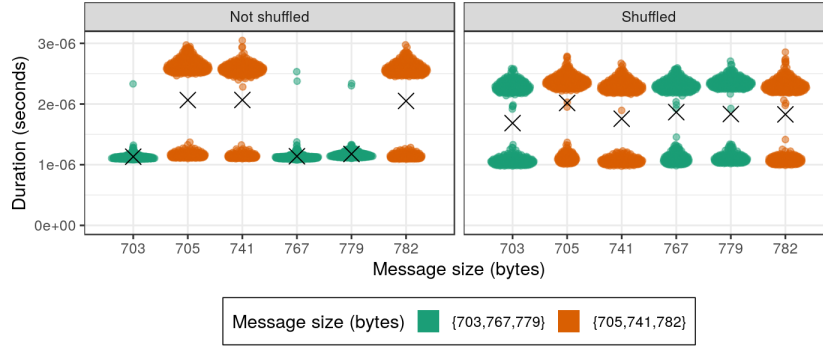 Not shuffled
Shuffled
Duration (seconds)
3e-06
2e-06
1e-06
0e+00
703 705 741 767 779 782
703 705 741 767 779 782
Message size (bytes)
Message size (bytes) {703,767,779} {705,741,782}